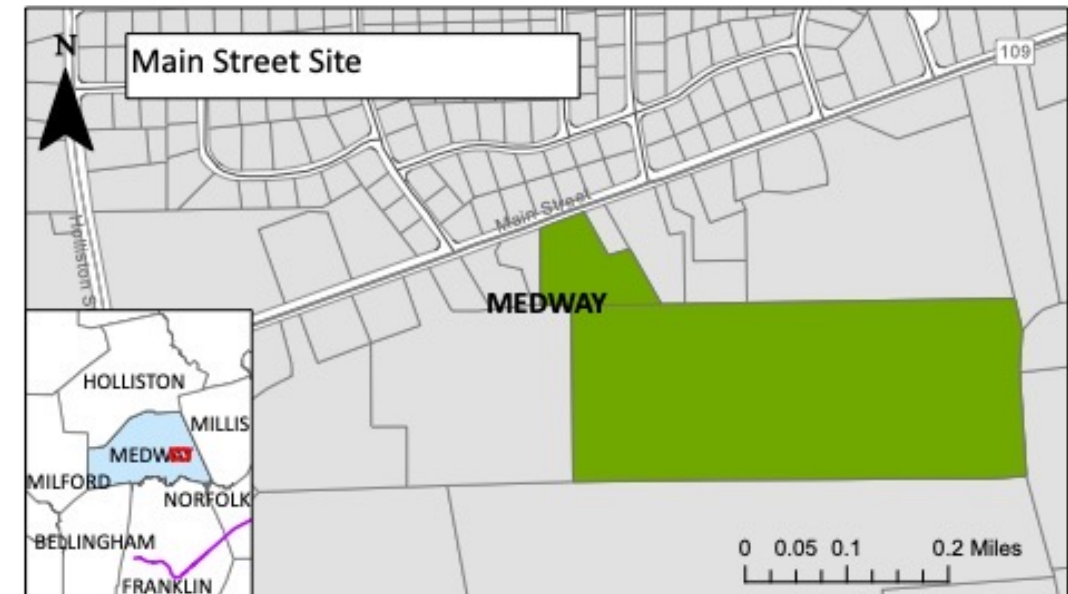 N
Main Street Site
109
Main Street
Holliston S
MEDWAY
HOLLISTON
MILLIS
MEDWAY
MILFORD
NORFOLK
BELLINGHAM
FRANKLIN
0 0.05 0.1 0.2 Miles